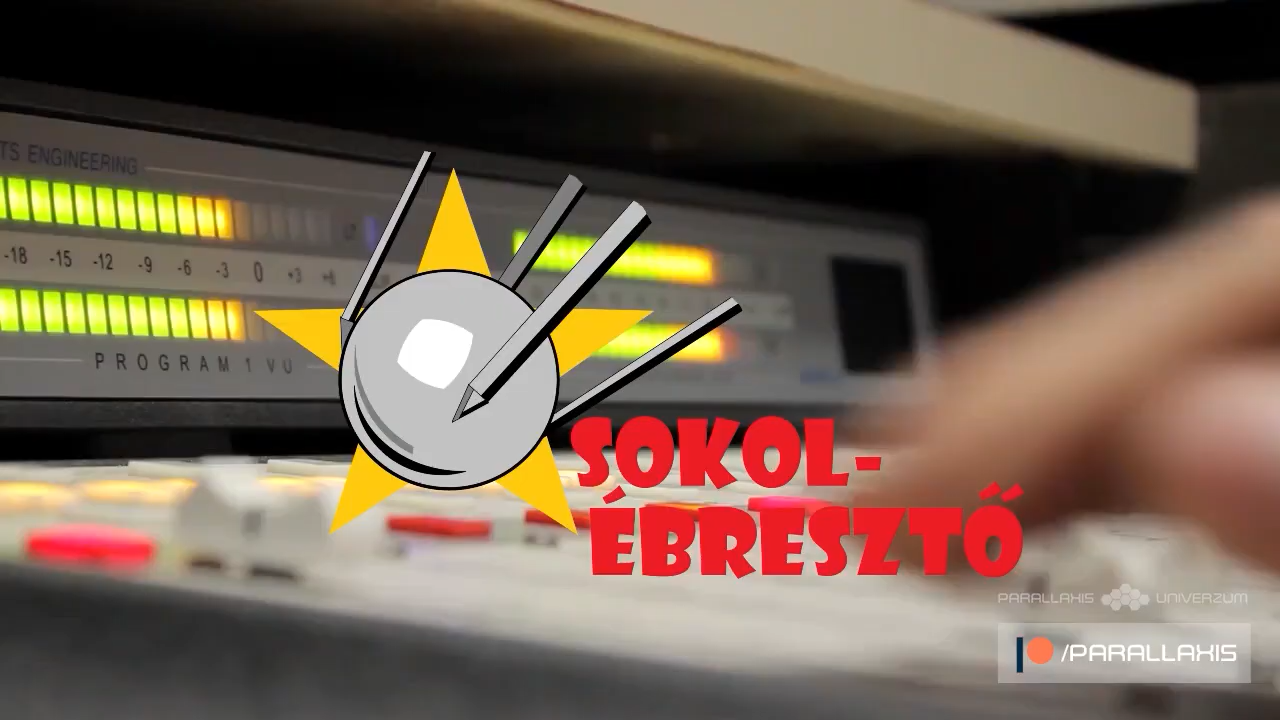 TS ENGINEERING
-18 -15 -12 -9 -6 -3 0 +3 +6
PROGRAM 1 VU
SOKOL-
ÉBRESZTŐ
PARALLAXIS UNIVERZUM
/PARALLAXIS